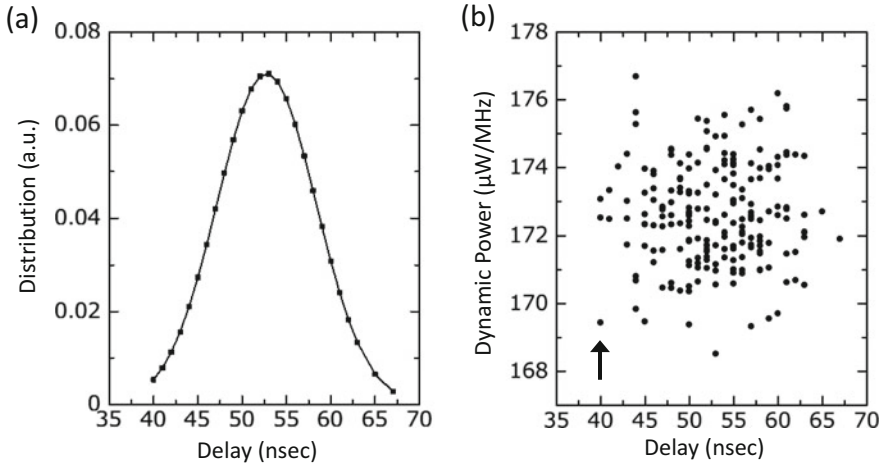 (a)
0.08
0.06
0.04
0.02
0
Distribution (a.u.)
35 40 45 50 55 60 65 70
Delay (nsec)
(b)
178
176
174
172
170
168
Dynamic Power (μW/MHz)
35 40 45 50 55 60 65 70
Delay (nsec)